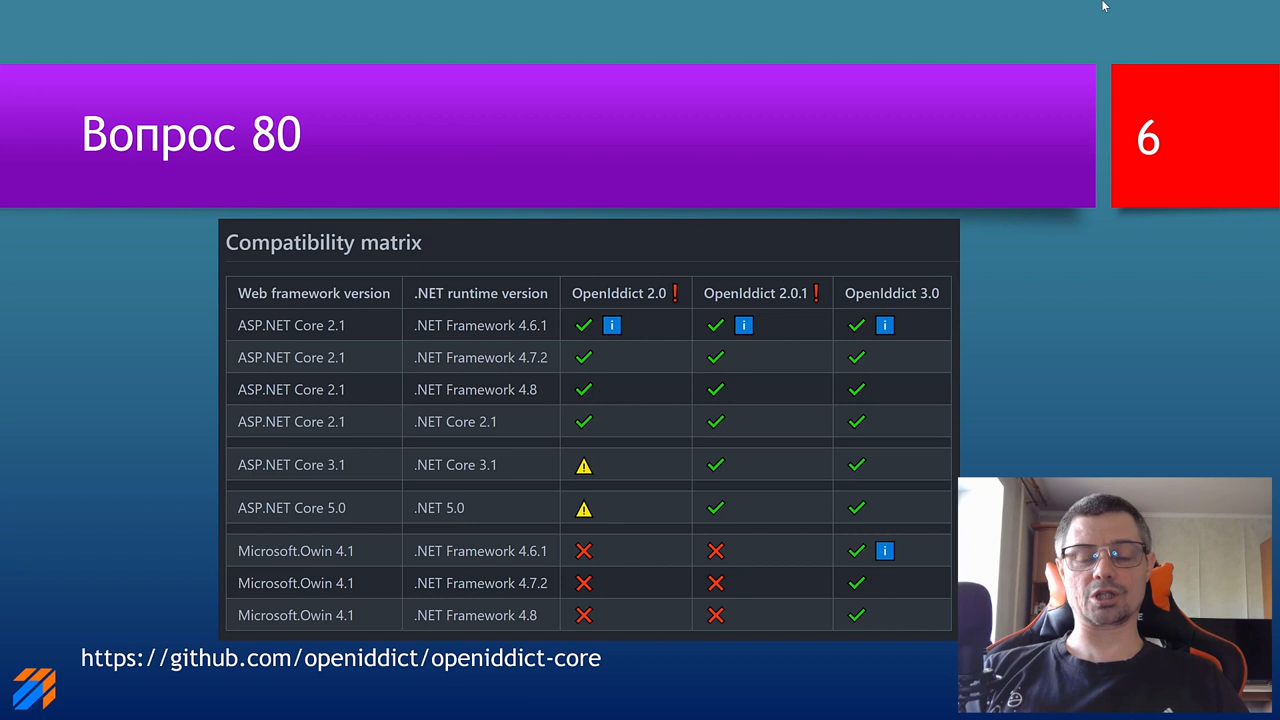 Вопрос 80
6
Compatibility matrix
Web framework version .NET runtime version OpenIddict 2.0❗ OpenIddict 2.0.1❗ OpenIddict 3.0
ASP.NET Core 2.1 .NET Framework 4.6.1 ✔ ℹ ✔ ℹ ✔ ℹ
ASP.NET Core 2.1 .NET Framework 4.7.2 ✔ ✔ ✔
ASP.NET Core 2.1 .NET Framework 4.8 ✔ ✔ ✔
ASP.NET Core 2.1 .NET Core 2.1 ✔ ✔ ✔
ASP.NET Core 3.1 .NET Core 3.1 ⚠ ✔ ✔
ASP.NET Core 5.0 .NET 5.0 ⚠ ✔ ✔
Microsoft.Owin 4.1 .NET Framework 4.6.1 ❌ ❌ ✔ ℹ
Microsoft.Owin 4.1 .NET Framework 4.7.2 ❌ ❌ ✔
Microsoft.Owin 4.1 .NET Framework 4.8 ❌ ❌ ✔
https://github.com/openiddict/openiddict-core